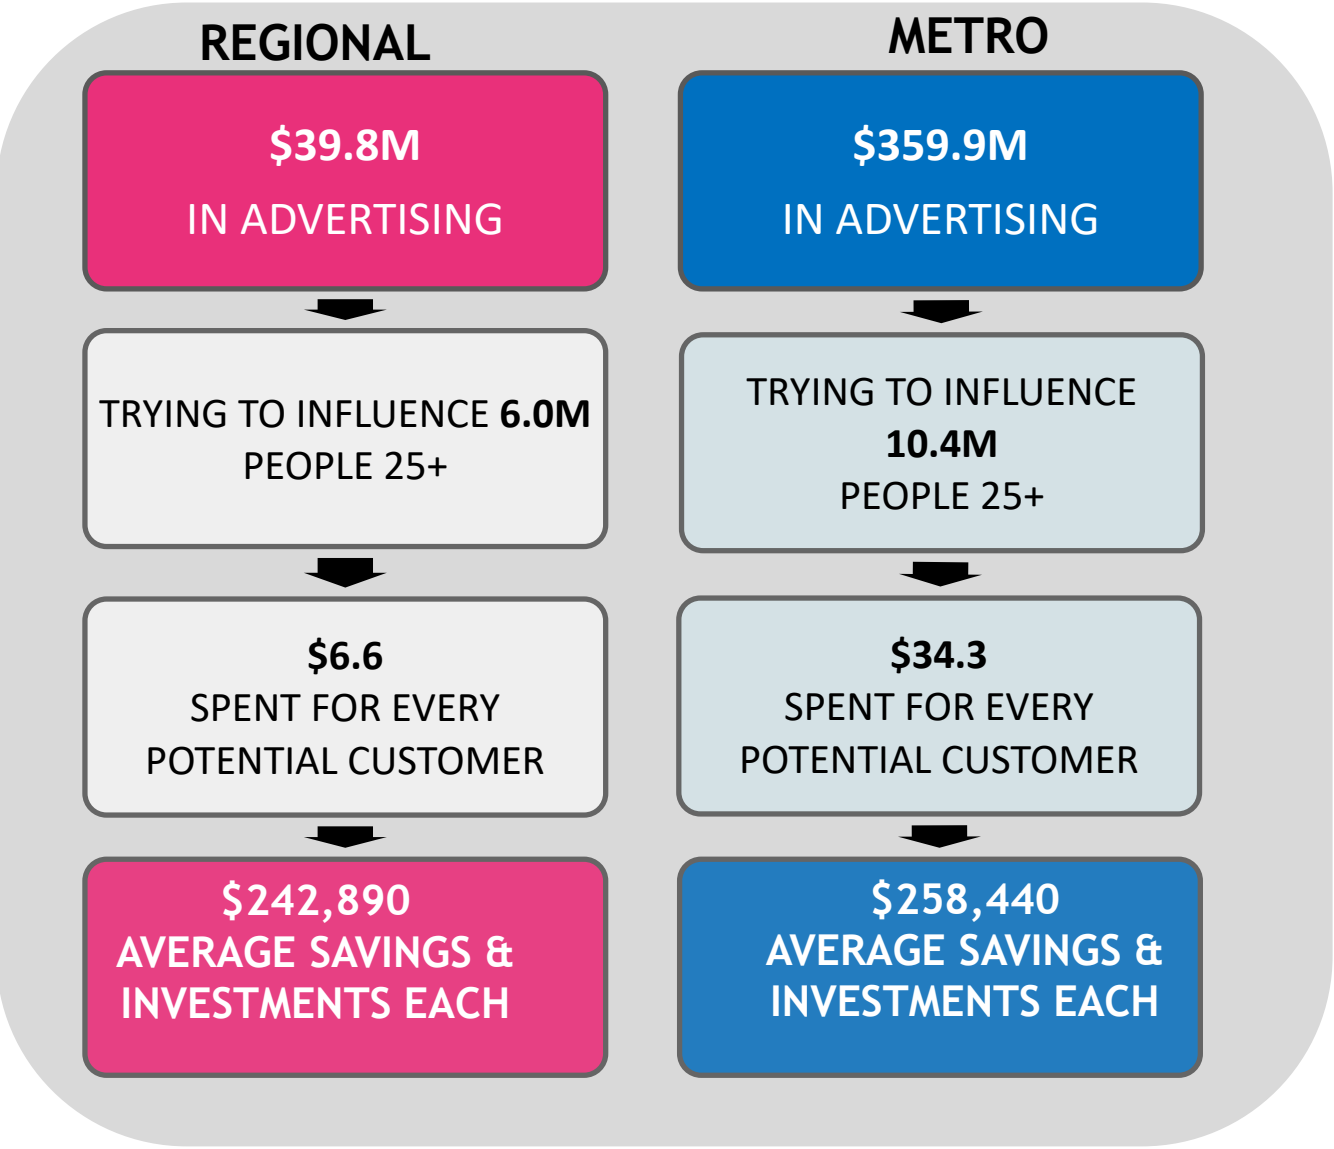 REGIONAL
$39.8M
IN ADVERTISING
TRYING TO INFLUENCE 6.0M
PEOPLE 25+
$6.6
SPENT FOR EVERY
POTENTIAL CUSTOMER
$242,890
AVERAGE SAVINGS &
INVESTMENTS EACH
METRO
$359.9M
IN ADVERTISING
TRYING TO INFLUENCE
10.4M
PEOPLE 25+
$34.3
SPENT FOR EVERY
POTENTIAL CUSTOMER
$258,440
AVERAGE SAVINGS &
INVESTMENTS EACH